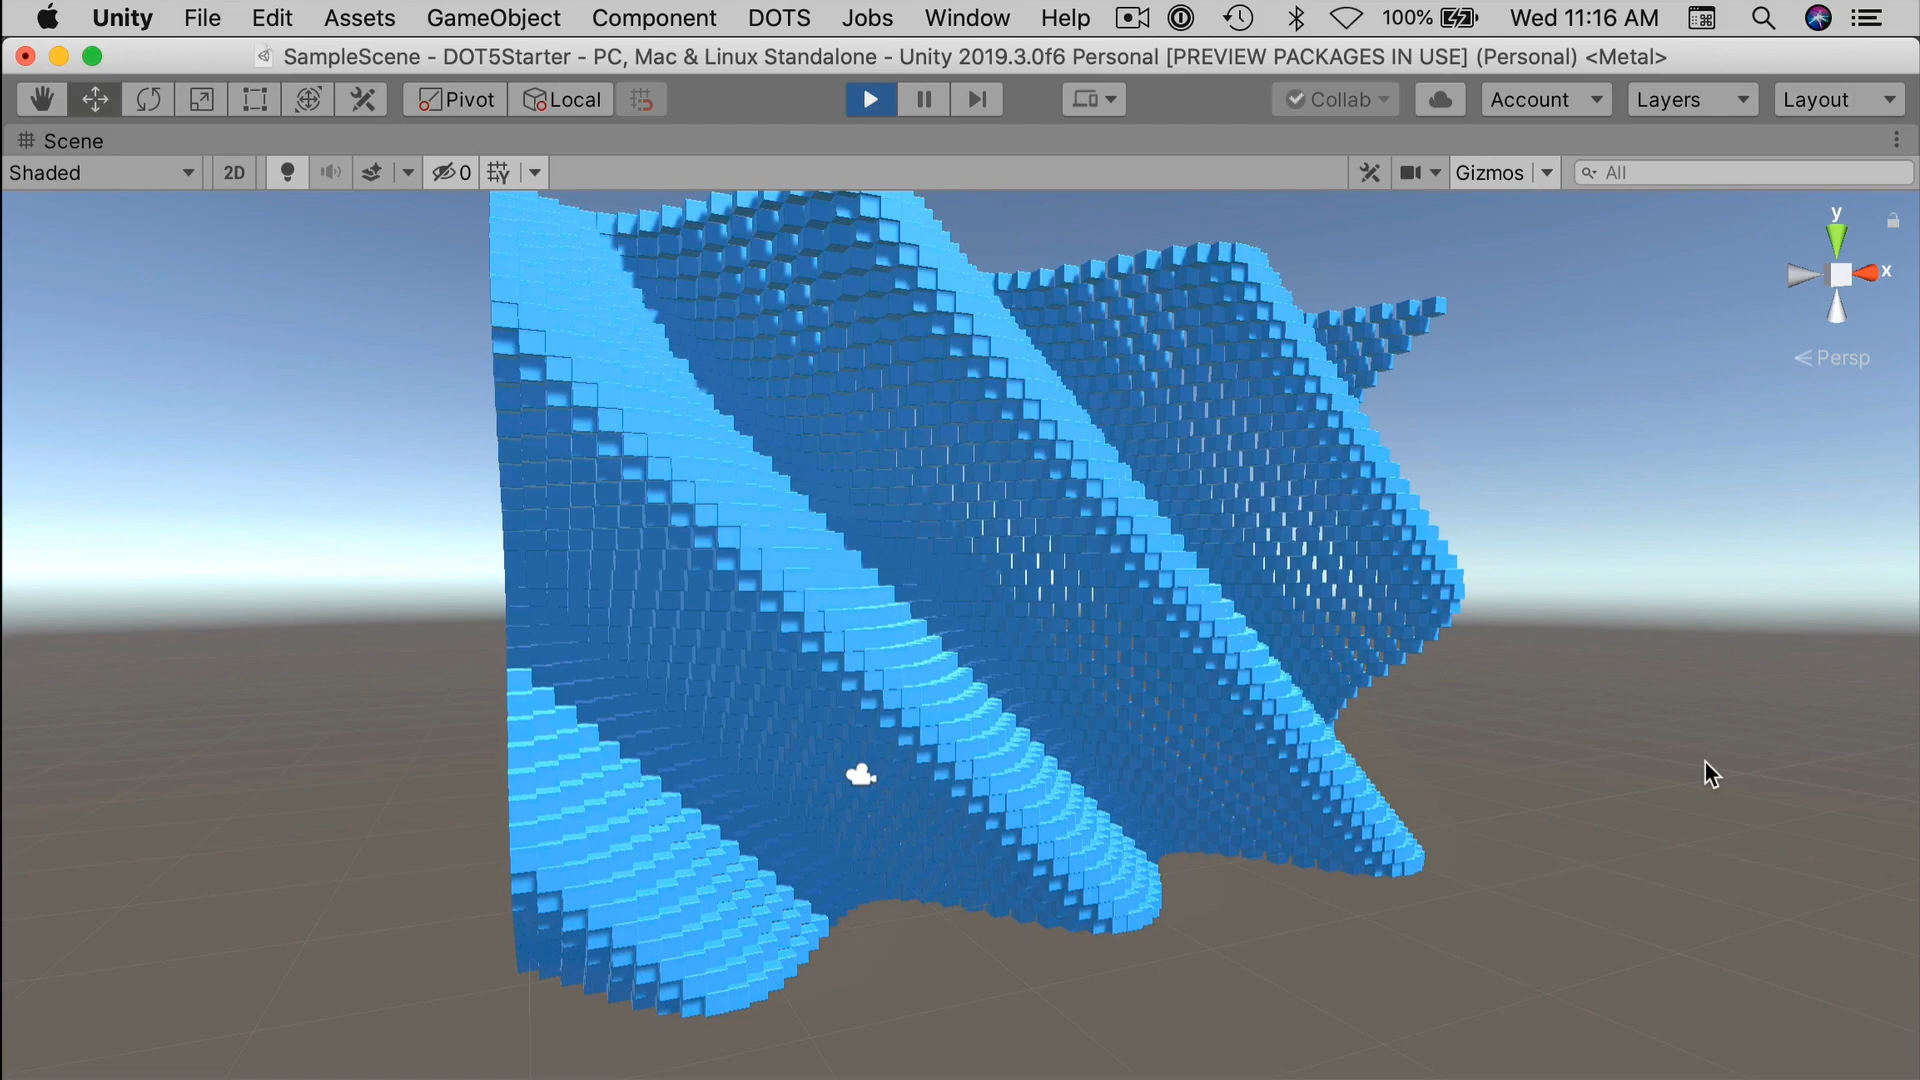 Unity File Edit Assets GameObject Component DOTS Jobs Window Help 100% Wed 11:16 AM
SampleScene - DOT5Starter - PC, Mac & Linux Standalone - Unity 2019.3.0f6 Personal [PREVIEW PACKAGES IN USE] (Personal) <Metal>
Pivot Local Collab Account Layers Layout
Scene
Shaded 2D 0 Gizmos All
y
x
Persp